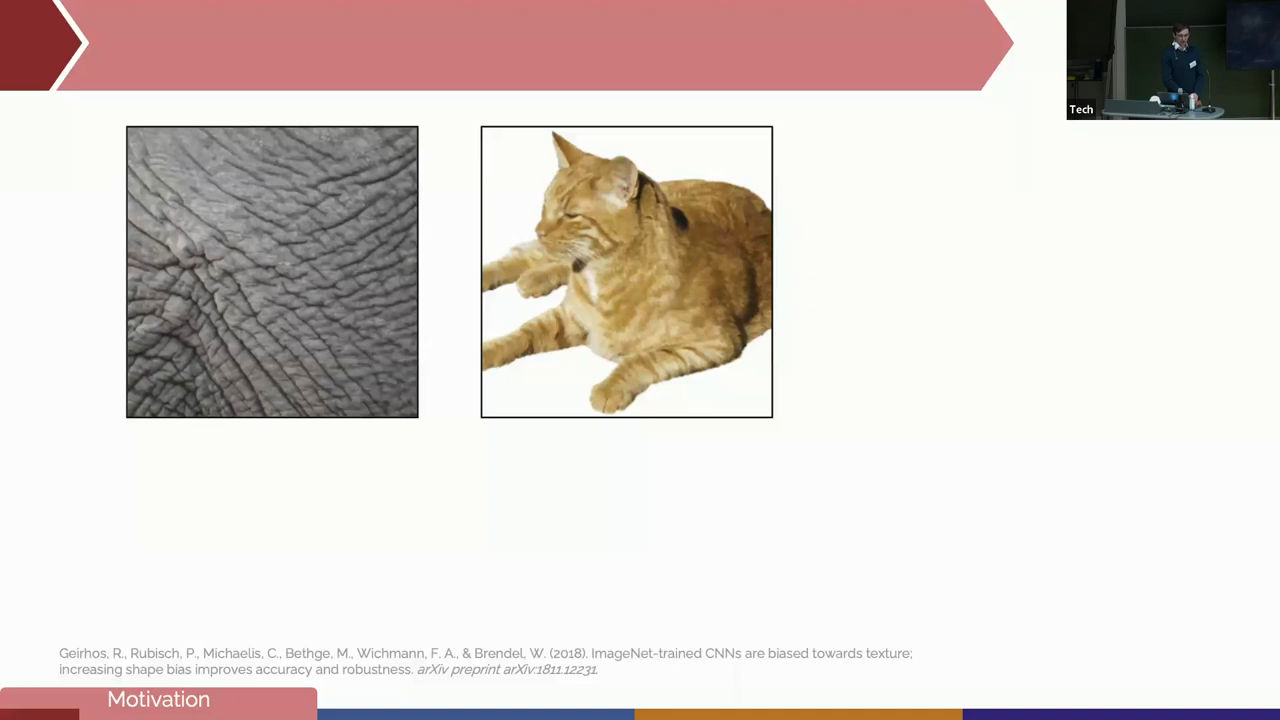 Tech
Geirhos, R., Rubisch, P., Michaelis, C., Bethge, M., Wichmann, F. A., & Brendel, W. (2018). ImageNet-trained CNNs are biased towards texture;
increasing shape bias improves accuracy and robustness. arXiv preprint arXiv:1811.12231.
Motivation